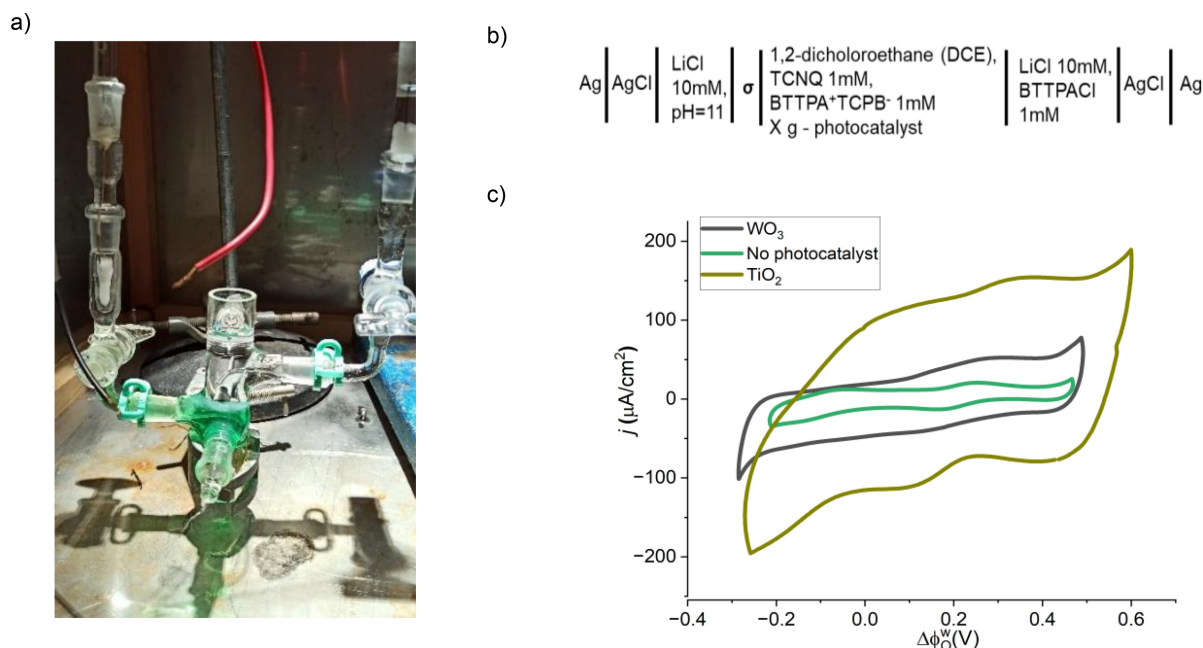 a)
b)
Ag
AgCl
LiCl
10mM,
pH=11
σ
1,2-dicholoroethane (DCE),
TCNQ 1mM,
BTTPA⁺TCPB⁻ 1mM
X g - photocatalyst
LiCl 10mM,
BTTPACl
1mM
AgCl
Ag
c)
WO₃
No photocatalyst
TiO₂
200
100
0
−100
−200
j (µA/cm²)
−0.4
−0.2
0.0
0.2
0.4
0.6
Δϕ_O^w(V)